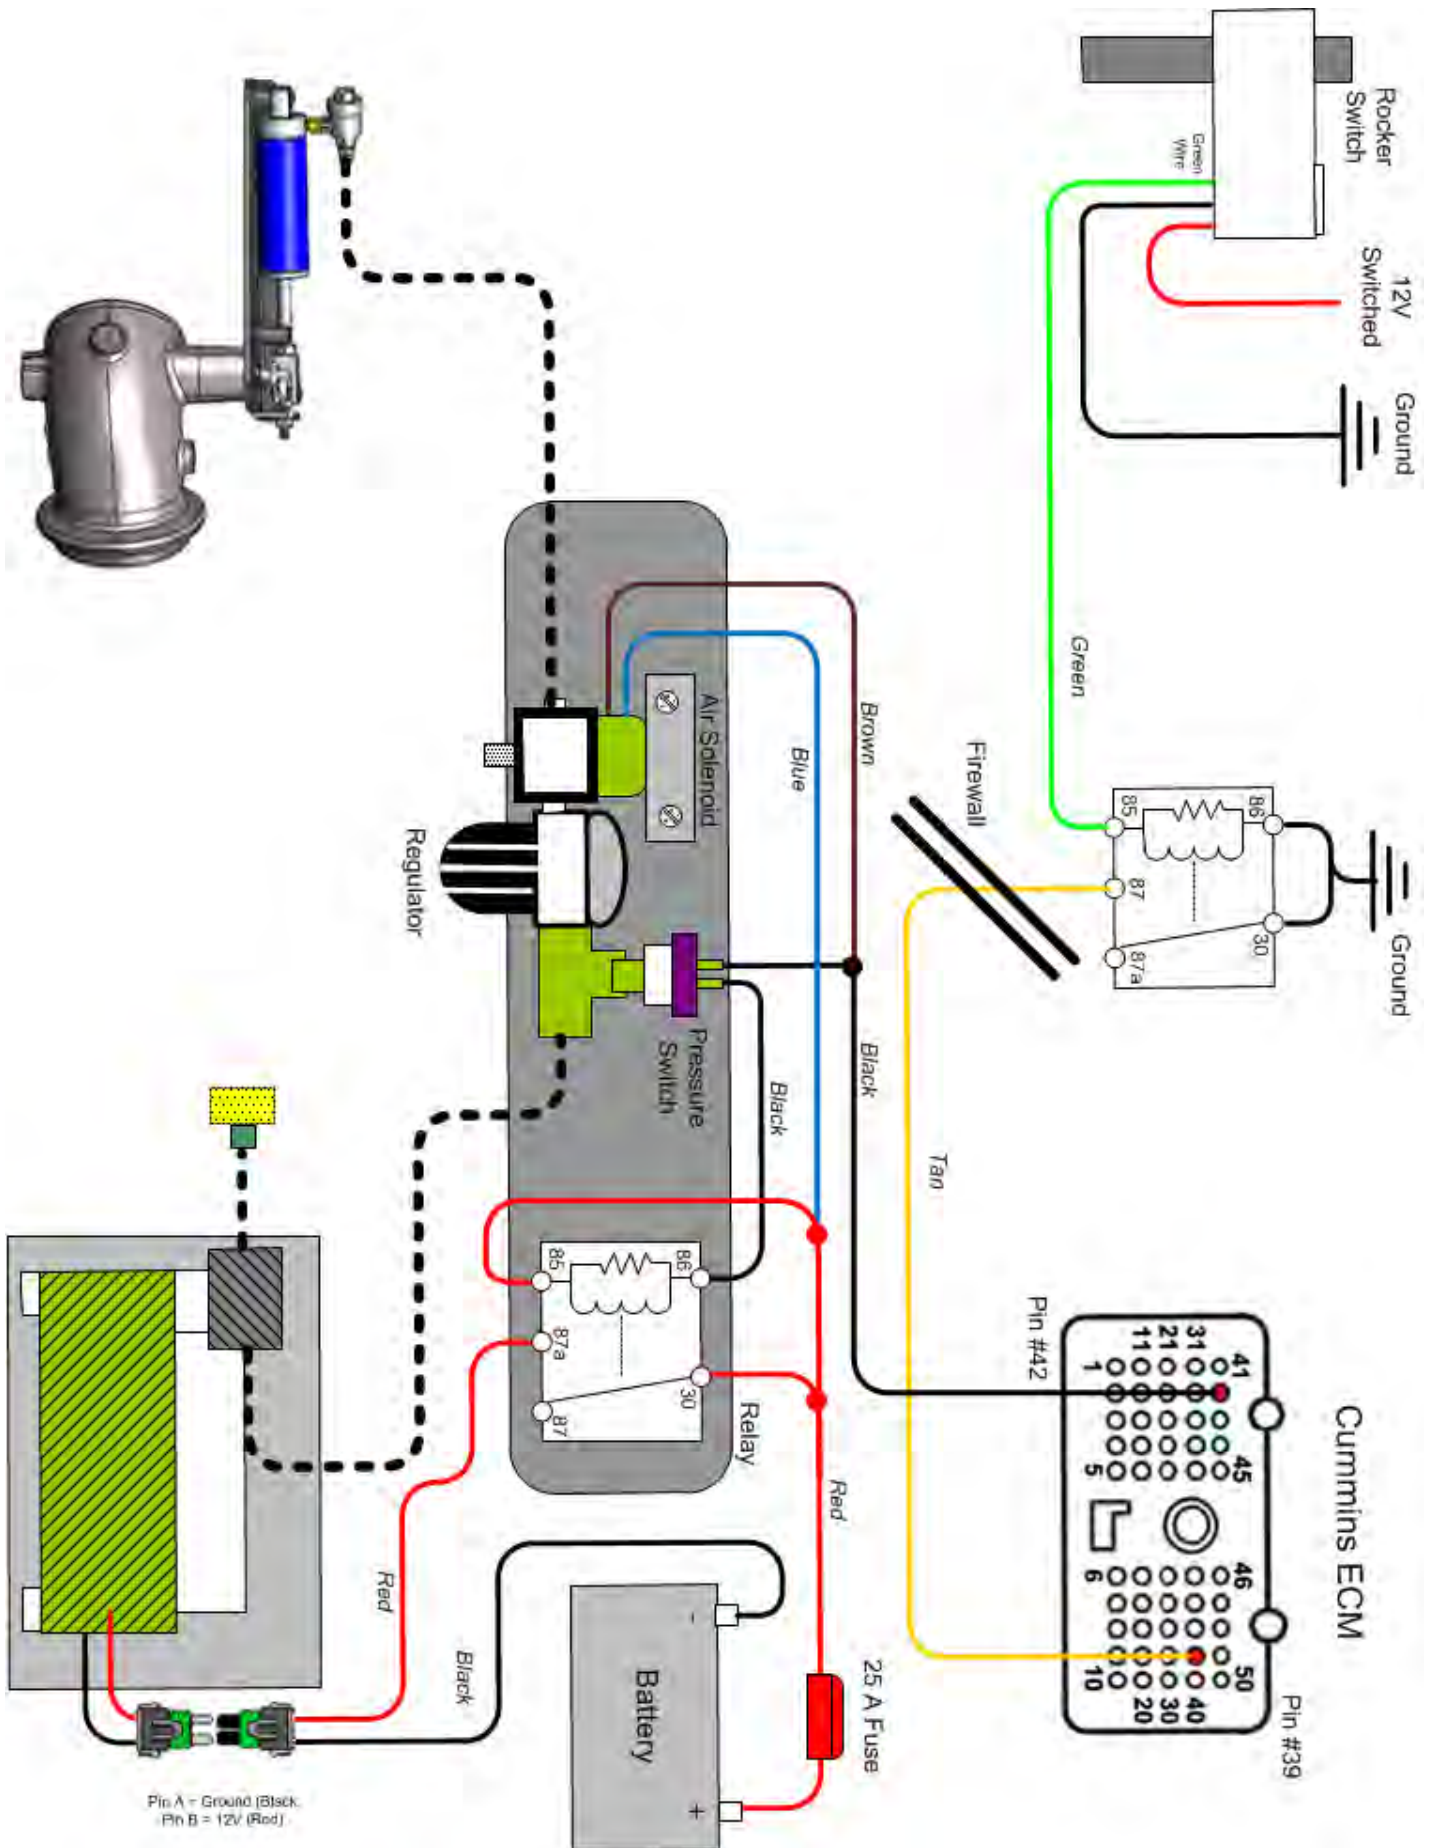 Rocker
Switch
Green
Wire
12V
Switched
Ground
Green
Firewall
85
86
87
87a
30
Ground
Air Solenoid
Brown
Blue
Regulator
Pressure
Switch
Black
Black
Tan
85
86
87a
87
30
Relay
Red
Cummins ECM
Pin #42
Pin #39
41
31
21
11
1
45
5
46
6
50
40
30
20
10
Red
Black
Battery
-
+
25 A Fuse
Pin A = Ground (Black
Pin B = 12V (Red)